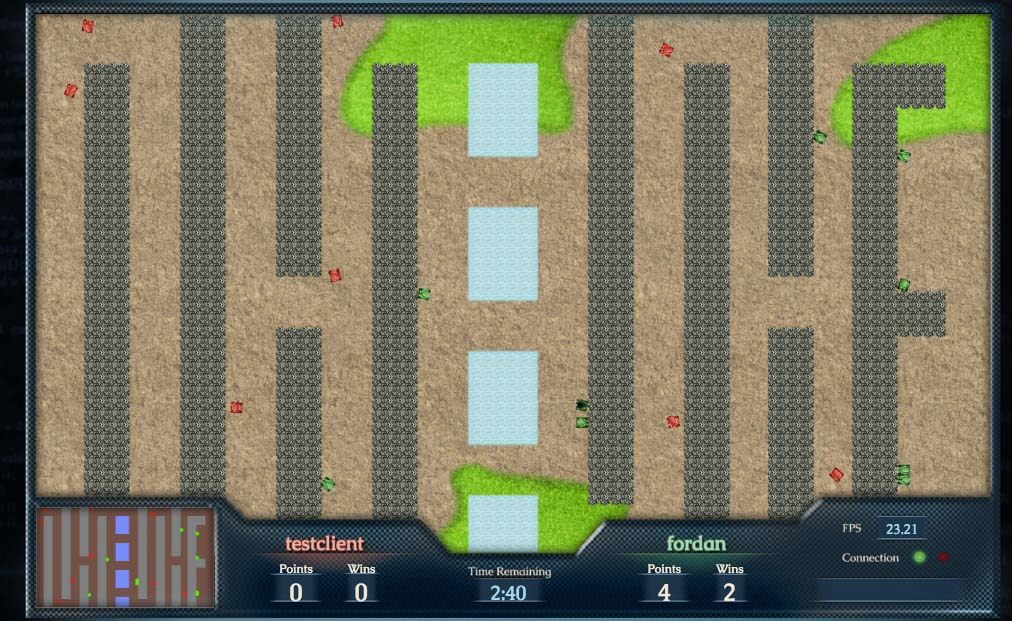 testclient
Points Wins
0 0
Time Remaining
2:40
fordan
Points Wins
4 2
FPS 23.21
Connection